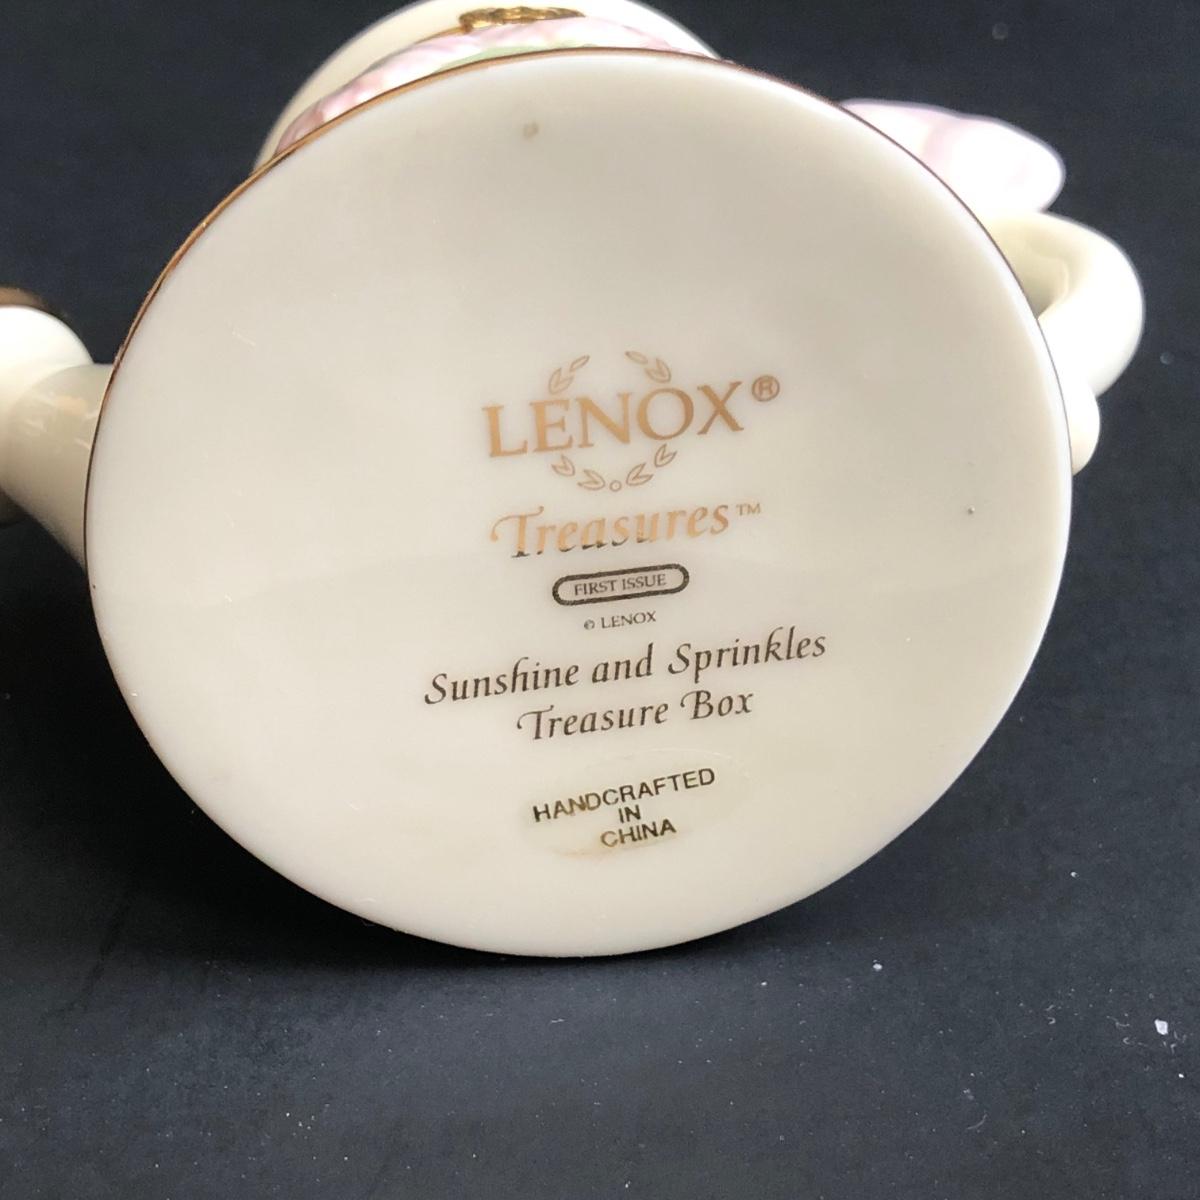 LENOX®
Treasures™
FIRST ISSUE
© LENOX
Sunshine and Sprinkles
Treasure Box
HANDCRAFTED
IN
CHINA